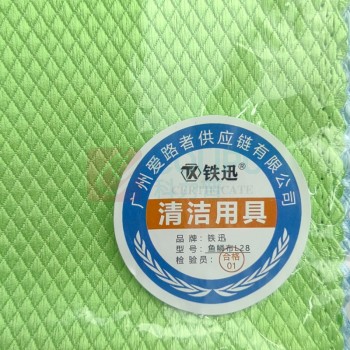 广州爱路者供应链有限公司
TX 铁迅®
清洁用具
品牌：铁迅
型号：鱼鳞布L28
检验员：合格
01
CERTIFICATE